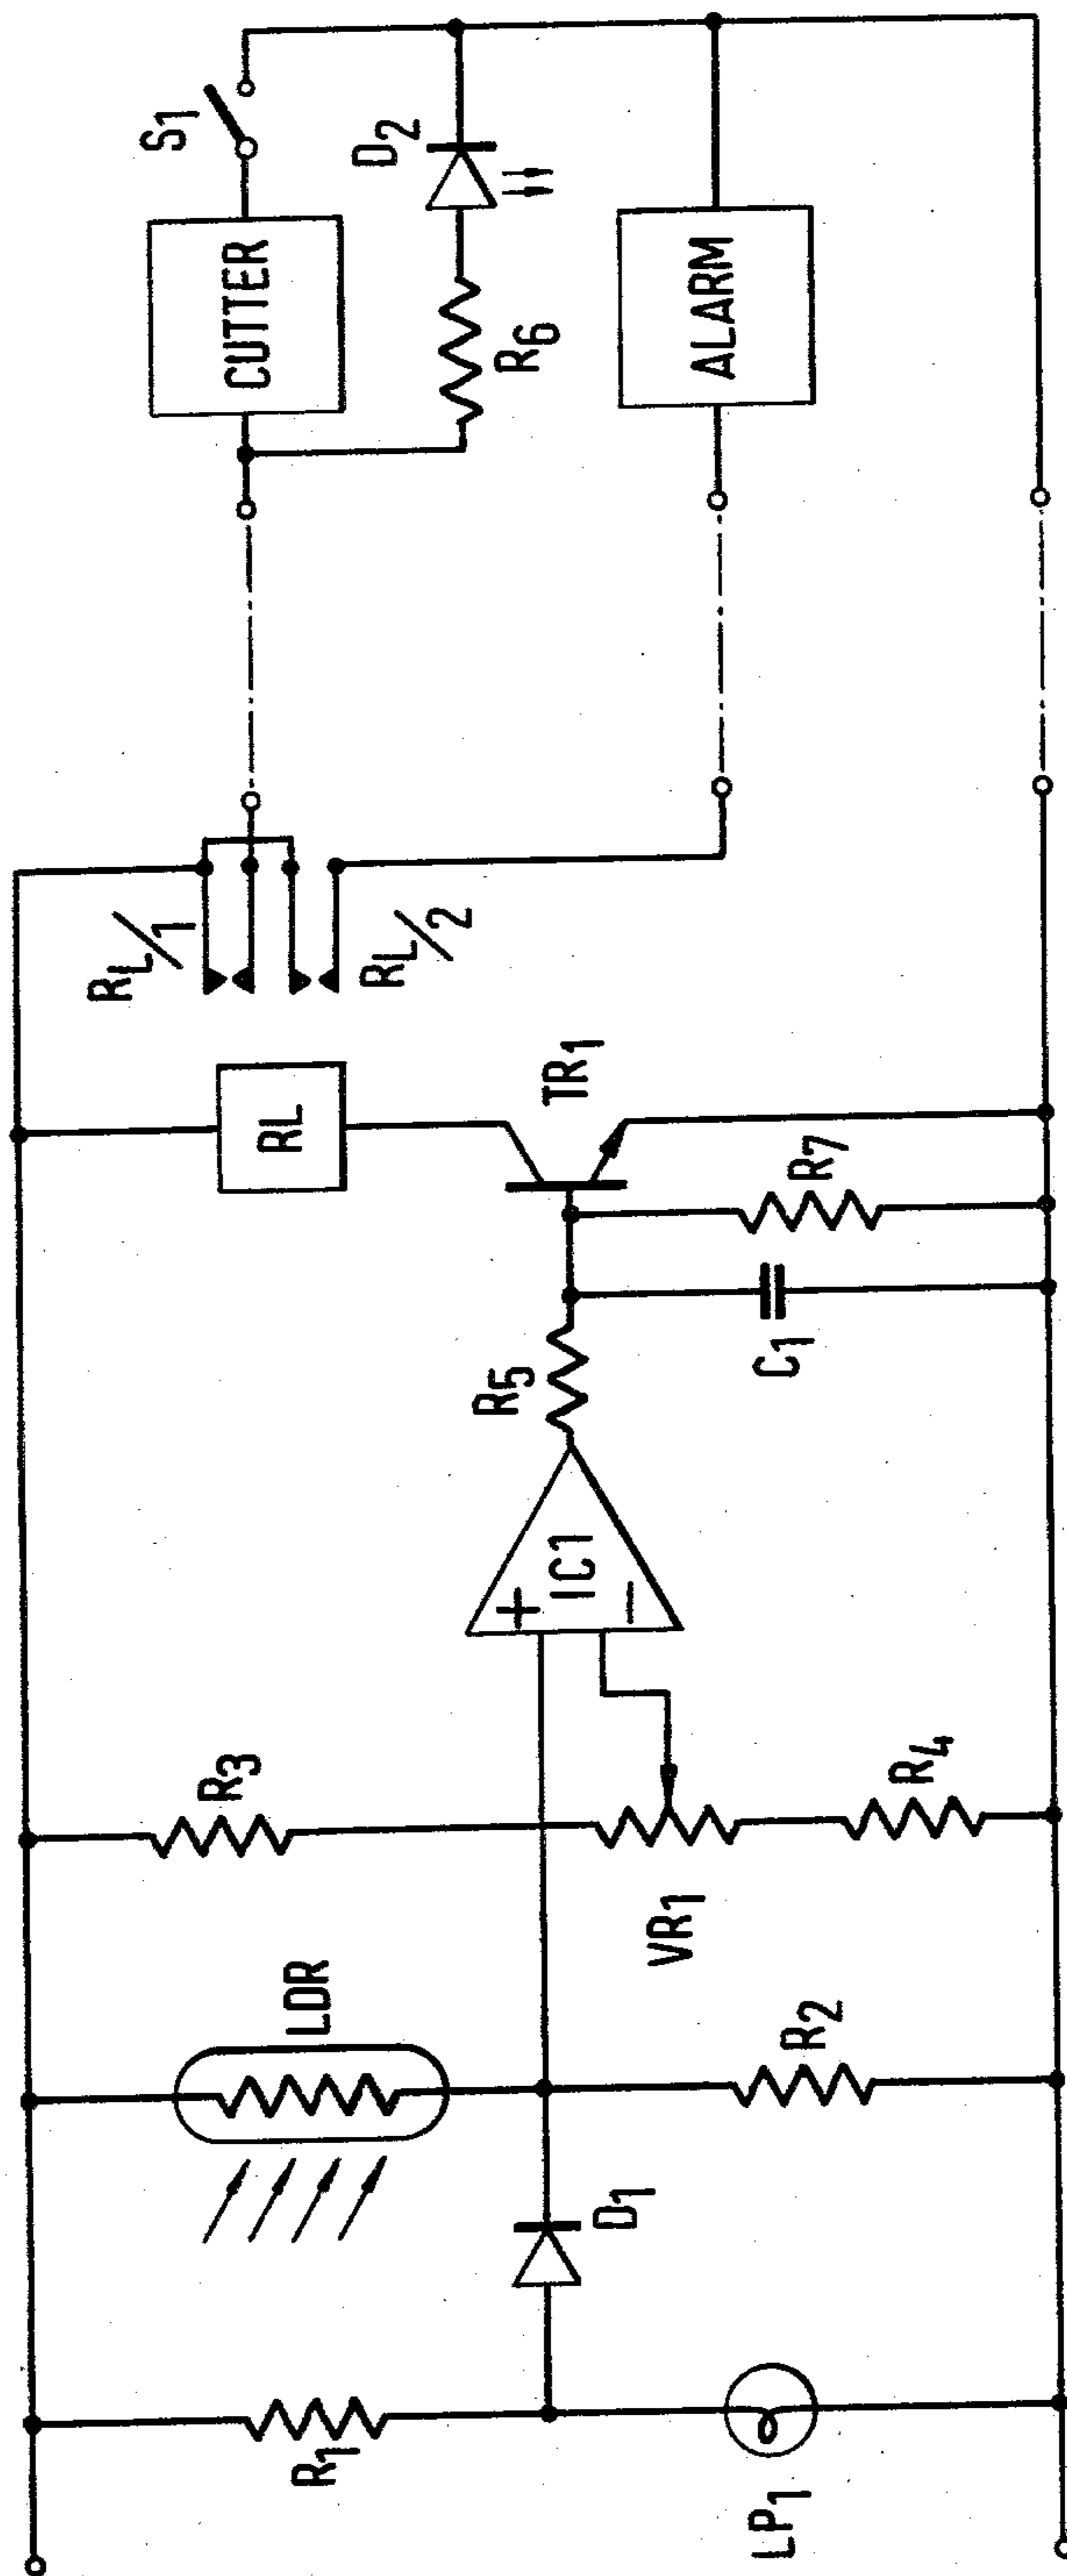 S1
CUTTER
D2
R6
ALARM
RL/1
RL/2
RL
TR1
R7
C1
R5
IC1
+
−
R3
VR1
R4
LDR
R2
D1
R1
LP1